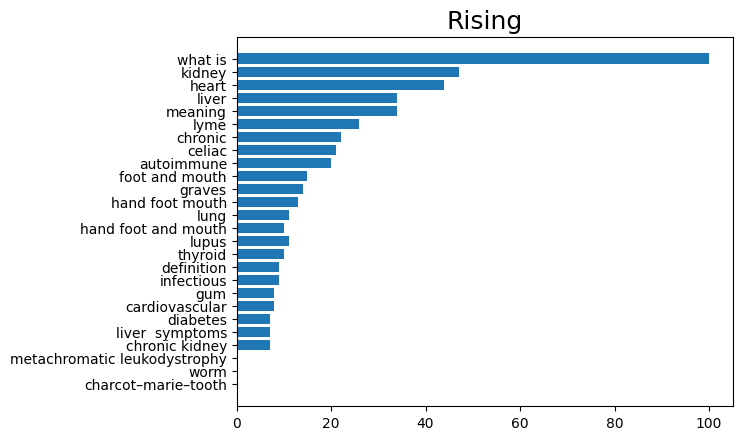 Rising
what is
kidney
heart
liver
meaning
lyme
chronic
celiac
autoimmune
foot and mouth
graves
hand foot mouth
lung
hand foot and mouth
lupus
thyroid
definition
infectious
gum
cardiovascular
diabetes
liver  symptoms
chronic kidney
metachromatic leukodystrophy
worm
charcot–marie–tooth
0 20 40 60 80 100